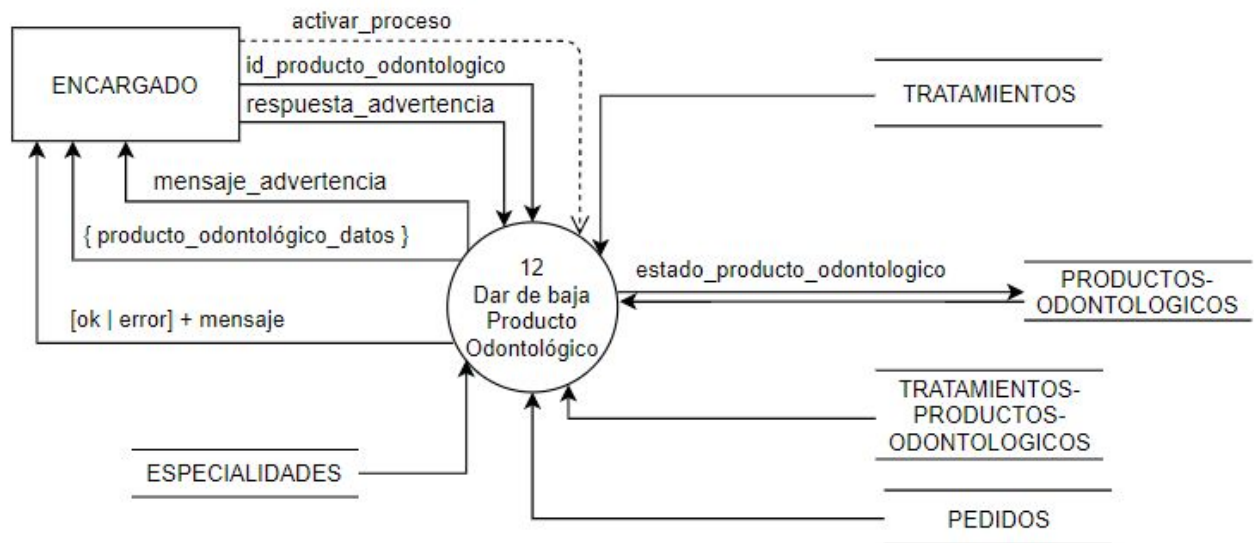 activar_proceso
ENCARGADO
id_producto_odontologico
respuesta_advertencia
TRATAMIENTOS
mensaje_advertencia
{ producto_odontológico_datos }
12
Dar de baja
Producto
Odontológico
estado_producto_odontologico
PRODUCTOS-
ODONTOLOGICOS
[ok | error] + mensaje
TRATAMIENTOS-
PRODUCTOS-
ODONTOLOGICOS
ESPECIALIDADES
PEDIDOS